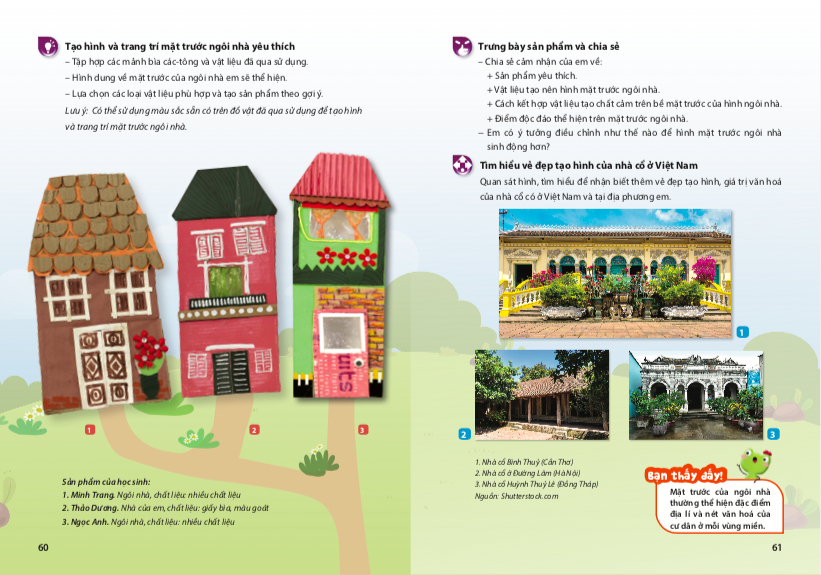 Tạo hình và trang trí mặt trước ngôi nhà yêu thích
– Tập hợp các mảnh bìa các-tông và vật liệu đã qua sử dụng.
– Hình dung về mặt trước của ngôi nhà em sẽ thể hiện.
– Lựa chọn các loại vật liệu phù hợp và tạo sản phẩm theo gợi ý.
Lưu ý: Có thể sử dụng màu sắc sẵn có trên đồ vật đã qua sử dụng để tạo hình
và trang trí mặt trước ngôi nhà.
uits
1
2
3
Sản phẩm của học sinh:
1. Minh Trang. Ngôi nhà, chất liệu: nhiều chất liệu
2. Thảo Dương. Nhà của em, chất liệu: giấy bìa, màu goát
3. Ngọc Anh. Ngôi nhà, chất liệu: nhiều chất liệu
60
Trưng bày sản phẩm và chia sẻ
– Chia sẻ cảm nhận của em về:
+ Sản phẩm yêu thích.
+ Vật liệu tạo nên hình mặt trước ngôi nhà.
+ Cách kết hợp vật liệu tạo chất cảm trên bề mặt trước của hình ngôi nhà.
+ Điểm độc đáo thể hiện trên mặt trước ngôi nhà.
– Em có ý tưởng điều chỉnh như thế nào để hình mặt trước ngôi nhà
sinh động hơn?
Tìm hiểu vẻ đẹp tạo hình của nhà cổ ở Việt Nam
Quan sát hình, tìm hiểu để nhận biết thêm vẻ đẹp tạo hình, giá trị văn hoá
của nhà cổ có ở Việt Nam và tại địa phương em.
1
2
3
1. Nhà cổ Bình Thuỷ (Cần Thơ)
2. Nhà cổ ở Đường Lâm (Hà Nội)
3. Nhà cổ Huỳnh Thuỷ Lê (Đồng Tháp)
Nguồn: Shutterstock.com
Bạn thấy đấy!
Mặt trước của ngôi nhà
thường thể hiện đặc điểm
địa lí và nét văn hoá của
cư dân ở mỗi vùng miền.
61